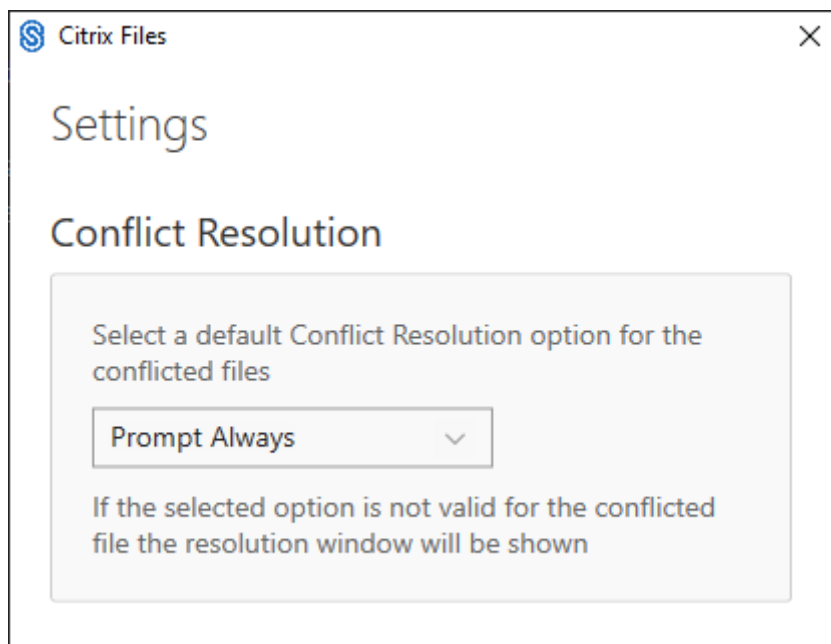 Citrix Files
Settings
Conflict Resolution
Select a default Conflict Resolution option for the
conflicted files
Prompt Always
If the selected option is not valid for the conflicted
file the resolution window will be shown